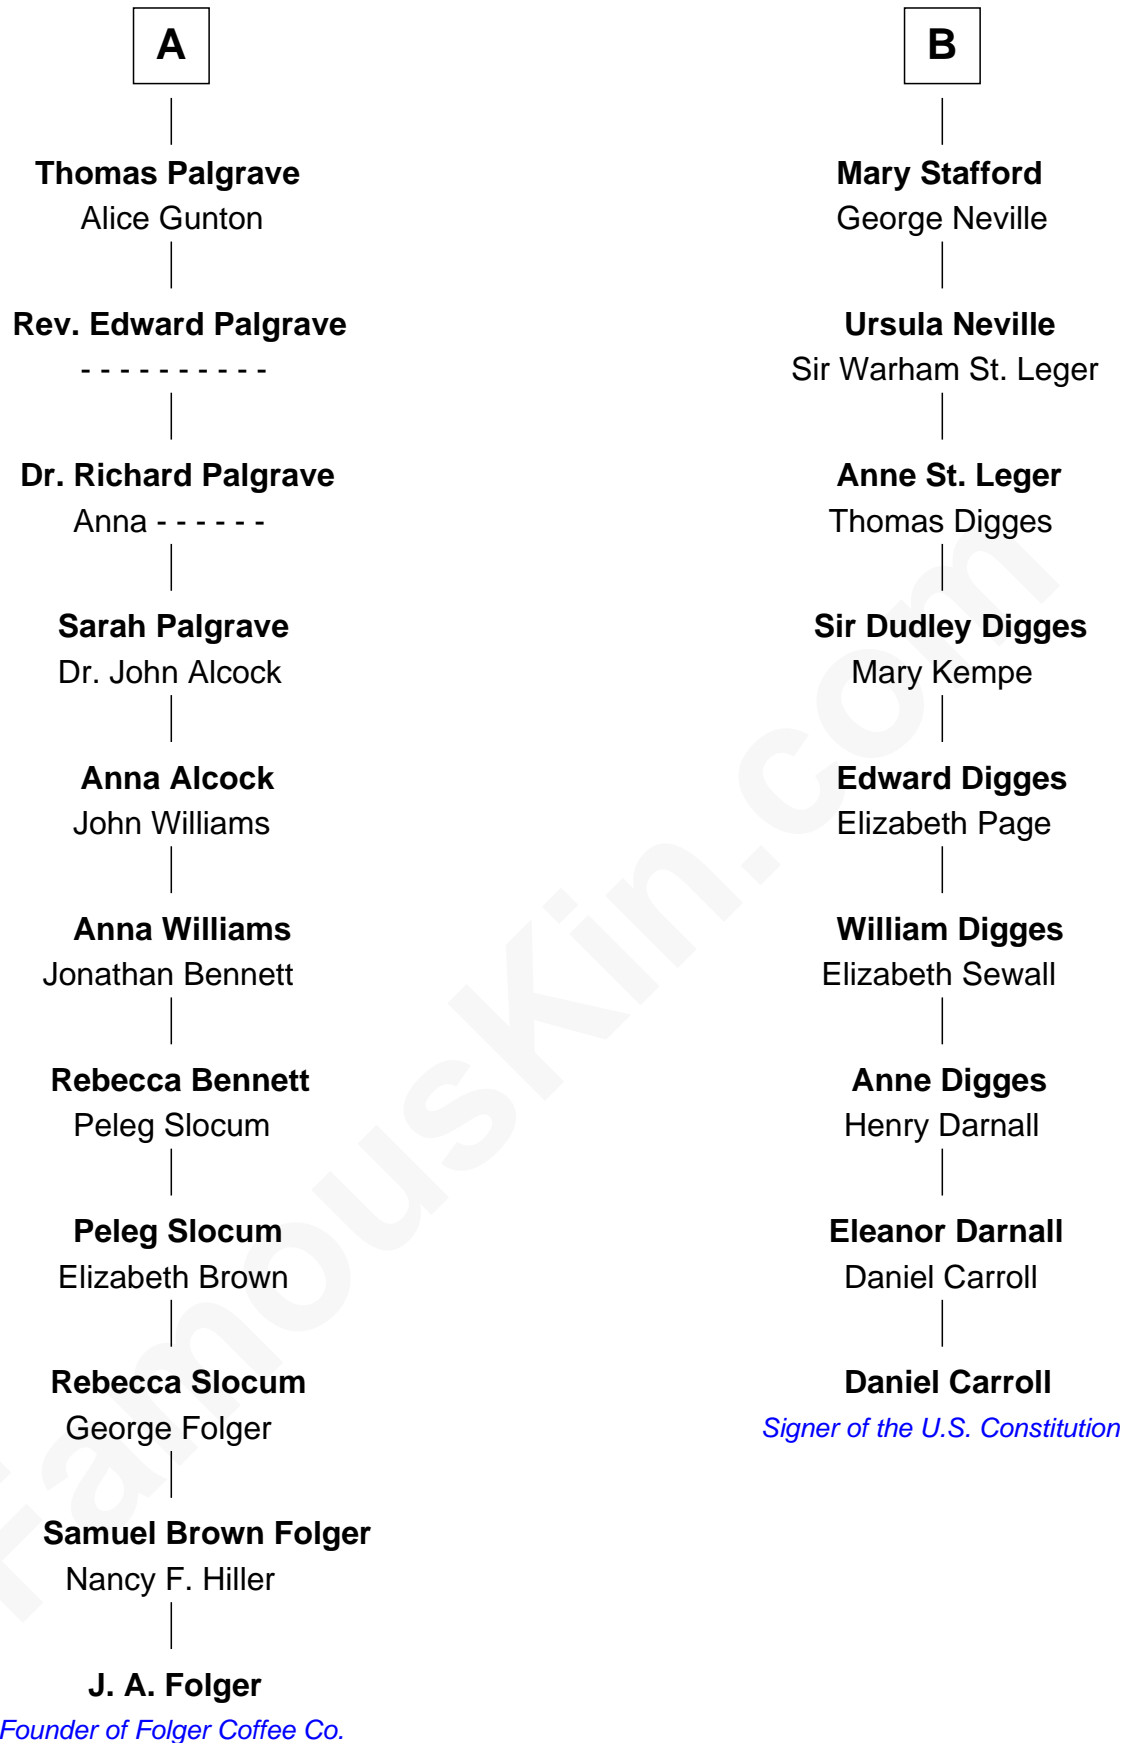 A
Thomas Palgrave
Alice Gunton
Rev. Edward Palgrave
- - - - - - - - - -
Dr. Richard Palgrave
Anna - - - - - -
Sarah Palgrave
Dr. John Alcock
Anna Alcock
John Williams
Anna Williams
Jonathan Bennett
Rebecca Bennett
Peleg Slocum
Peleg Slocum
Elizabeth Brown
Rebecca Slocum
George Folger
Samuel Brown Folger
Nancy F. Hiller
J. A. Folger
Founder of Folger Coffee Co.
B
Mary Stafford
George Neville
Ursula Neville
Sir Warham St. Leger
Anne St. Leger
Thomas Digges
Sir Dudley Digges
Mary Kempe
Edward Digges
Elizabeth Page
William Digges
Elizabeth Sewall
Anne Digges
Henry Darnall
Eleanor Darnall
Daniel Carroll
Daniel Carroll
Signer of the U.S. Constitution
FamousKin.com